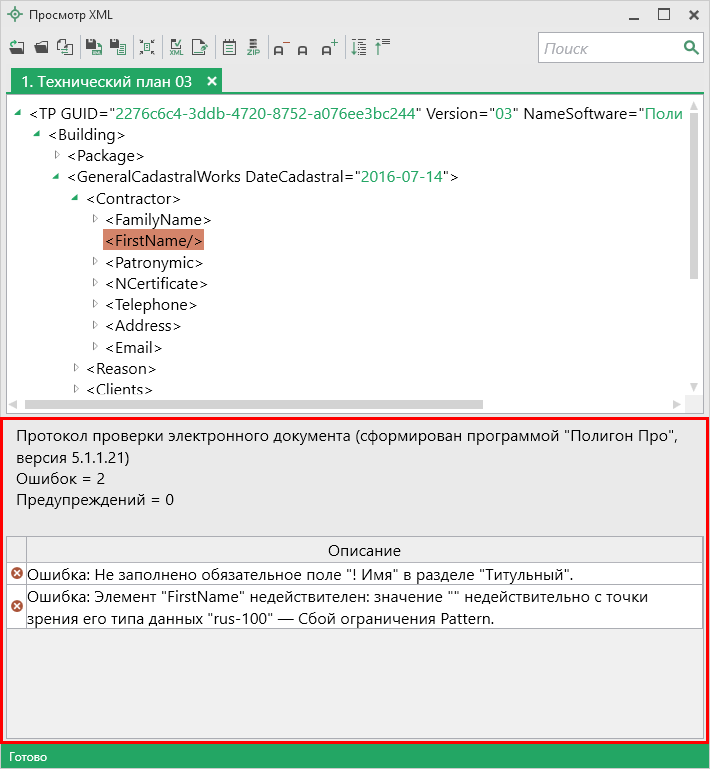 Просмотр XML
XML XML XML ZIP A A A
Поиск
1. Технический план 03
<TP GUID="2276c6c4-3ddb-4720-8752-a076ee3bc244" Version="03" NameSoftware="Поли
<Building>
<Package>
<GeneralCadastralWorks DateCadastral="2016-07-14">
<Contractor>
<FamilyName>
<FirstName/>
<Patronymic>
<NCertificate>
<Telephone>
<Address>
<Email>
<Reason>
<Clients>
Протокол проверки электронного документа (сформирован программой "Полигон Про",
версия 5.1.1.21)
Ошибок = 2
Предупреждений = 0
Описание
Ошибка: Не заполнено обязательное поле "! Имя" в разделе "Титульный".
Ошибка: Элемент "FirstName" недействителен: значение "" недействительно с точки
зрения его типа данных "rus-100" — Сбой ограничения Pattern.
Готово